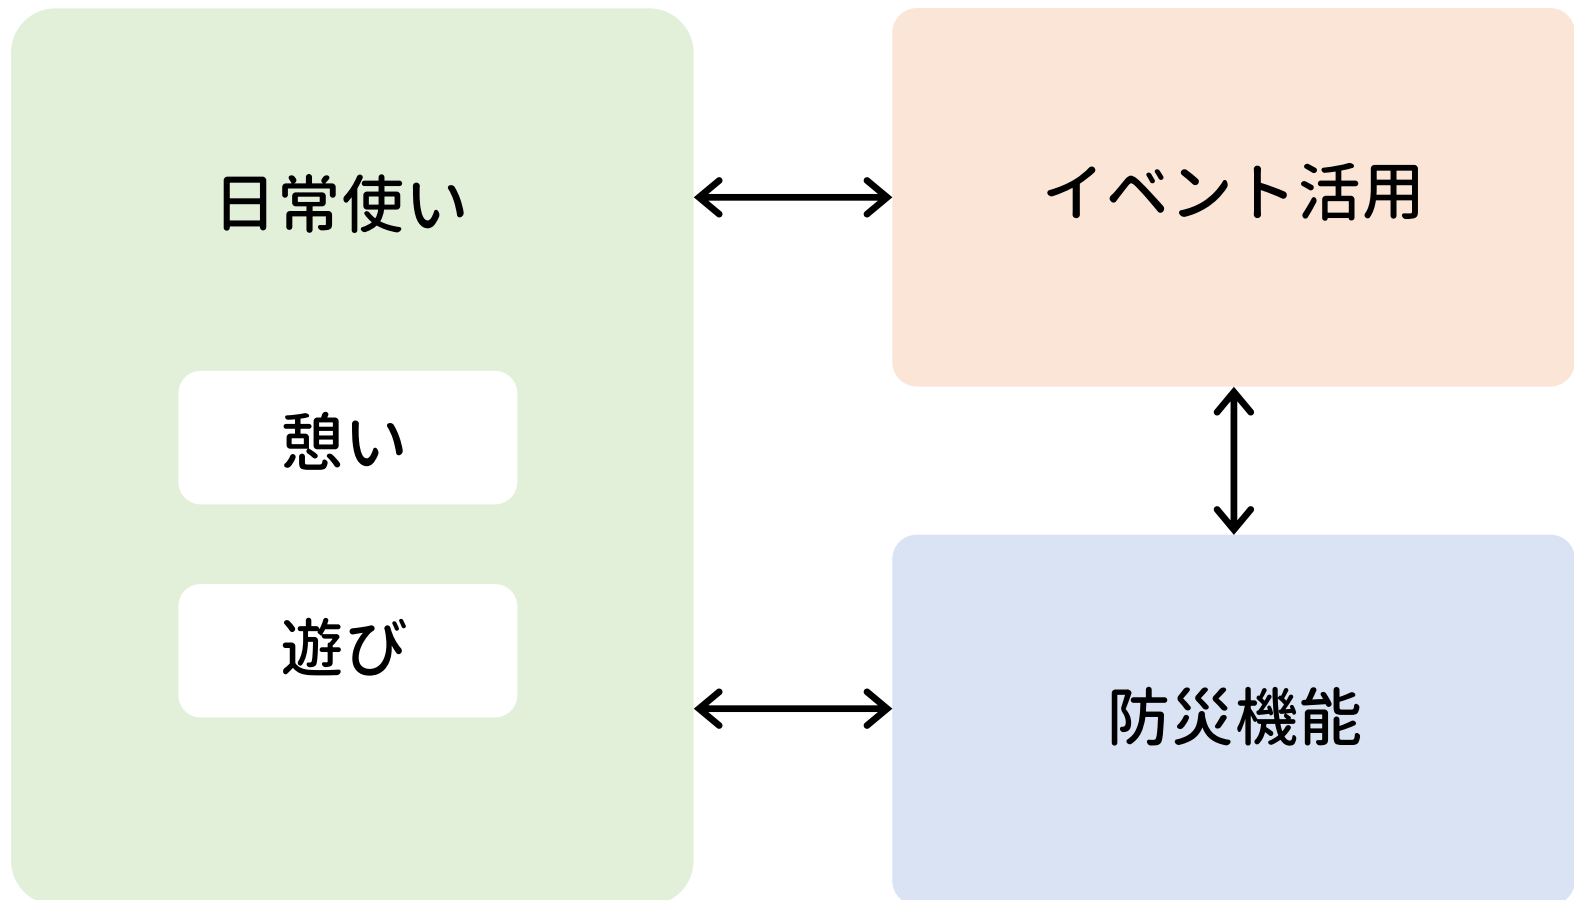 日常使い
憩い
遊び
イベント活用
防災機能